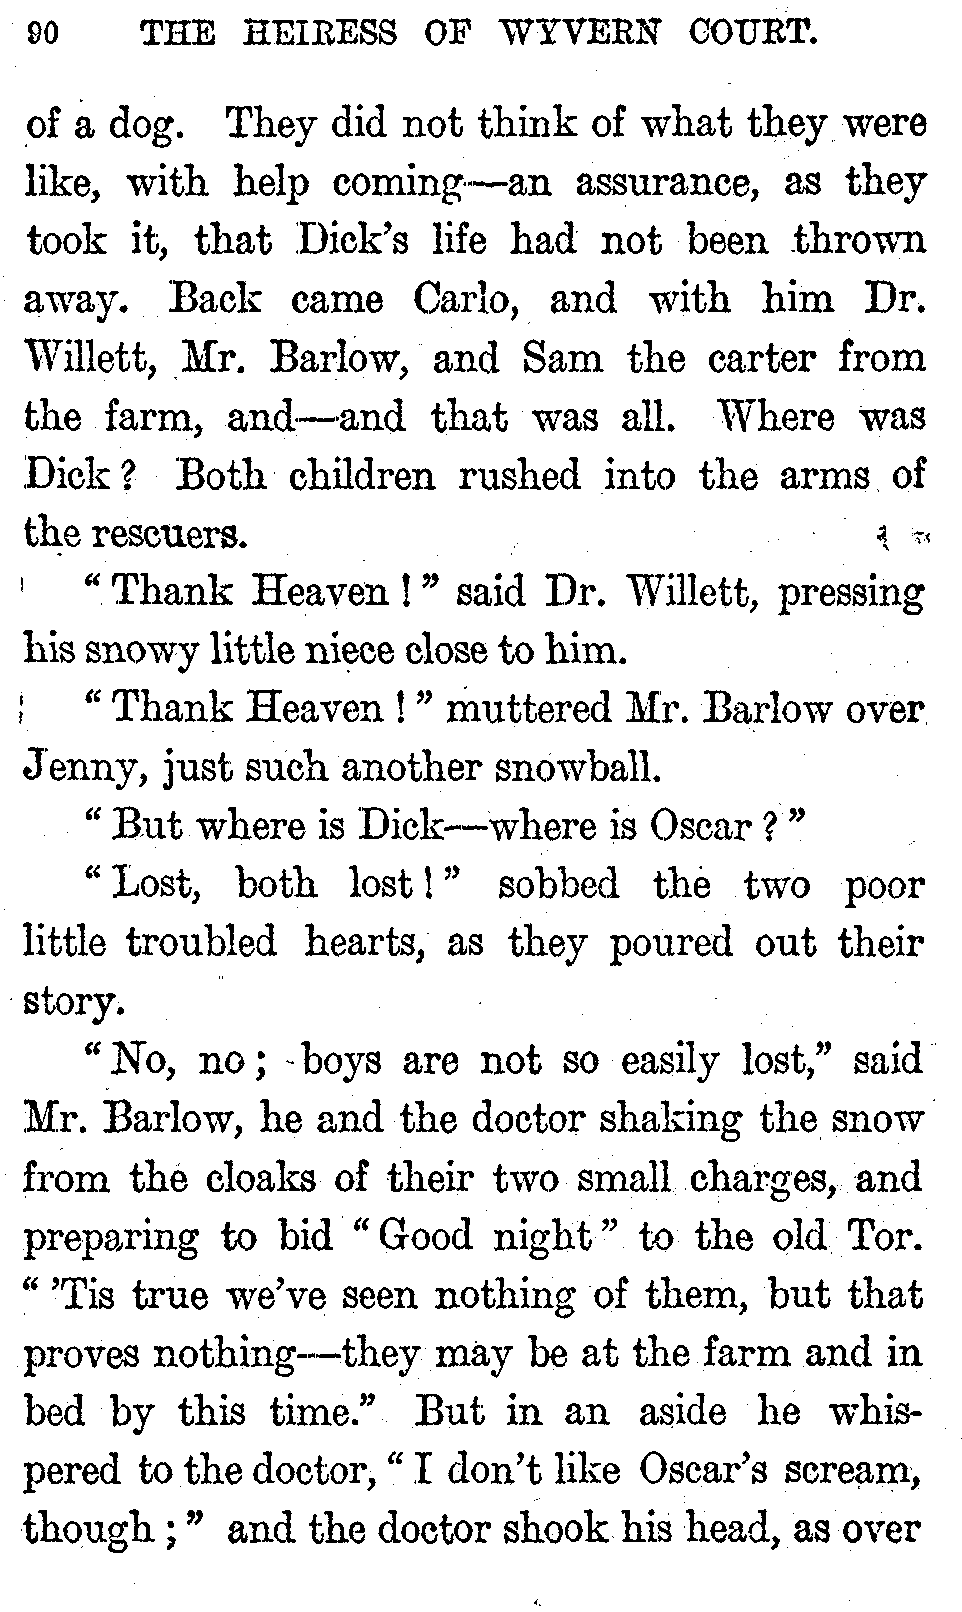 90 THE HEIRESS OF WYVERN COURT.
of a dog. They did not think of what they were
like, with help coming—an assurance, as they
took it, that Dick's life had not been thrown
away. Back came Carlo, and with him Dr.
Willett, Mr. Barlow, and Sam the carter from
the farm, and—and that was all. Where was
Dick? Both children rushed into the arms of
the rescuers.
"Thank Heaven!" said Dr. Willett, pressing
his snowy little niece close to him.
"Thank Heaven!" muttered Mr. Barlow over
Jenny, just such another snowball.
"But where is Dick—where is Oscar?"
"Lost, both lost!" sobbed the two poor
little troubled hearts, as they poured out their
story.
"No, no; boys are not so easily lost," said
Mr. Barlow, he and the doctor shaking the snow
from the cloaks of their two small charges, and
preparing to bid "Good night" to the old Tor.
"'Tis true we've seen nothing of them, but that
proves nothing—they may be at the farm and in
bed by this time." But in an aside he whis-
pered to the doctor, "I don't like Oscar's scream,
though;" and the doctor shook his head, as over